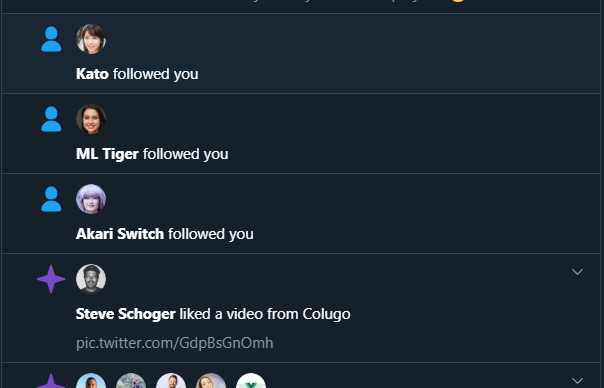 Kato followed you
ML Tiger followed you
Akari Switch followed you
Steve Schoger liked a video from Colugo
pic.twitter.com/GdpBsGnOmh